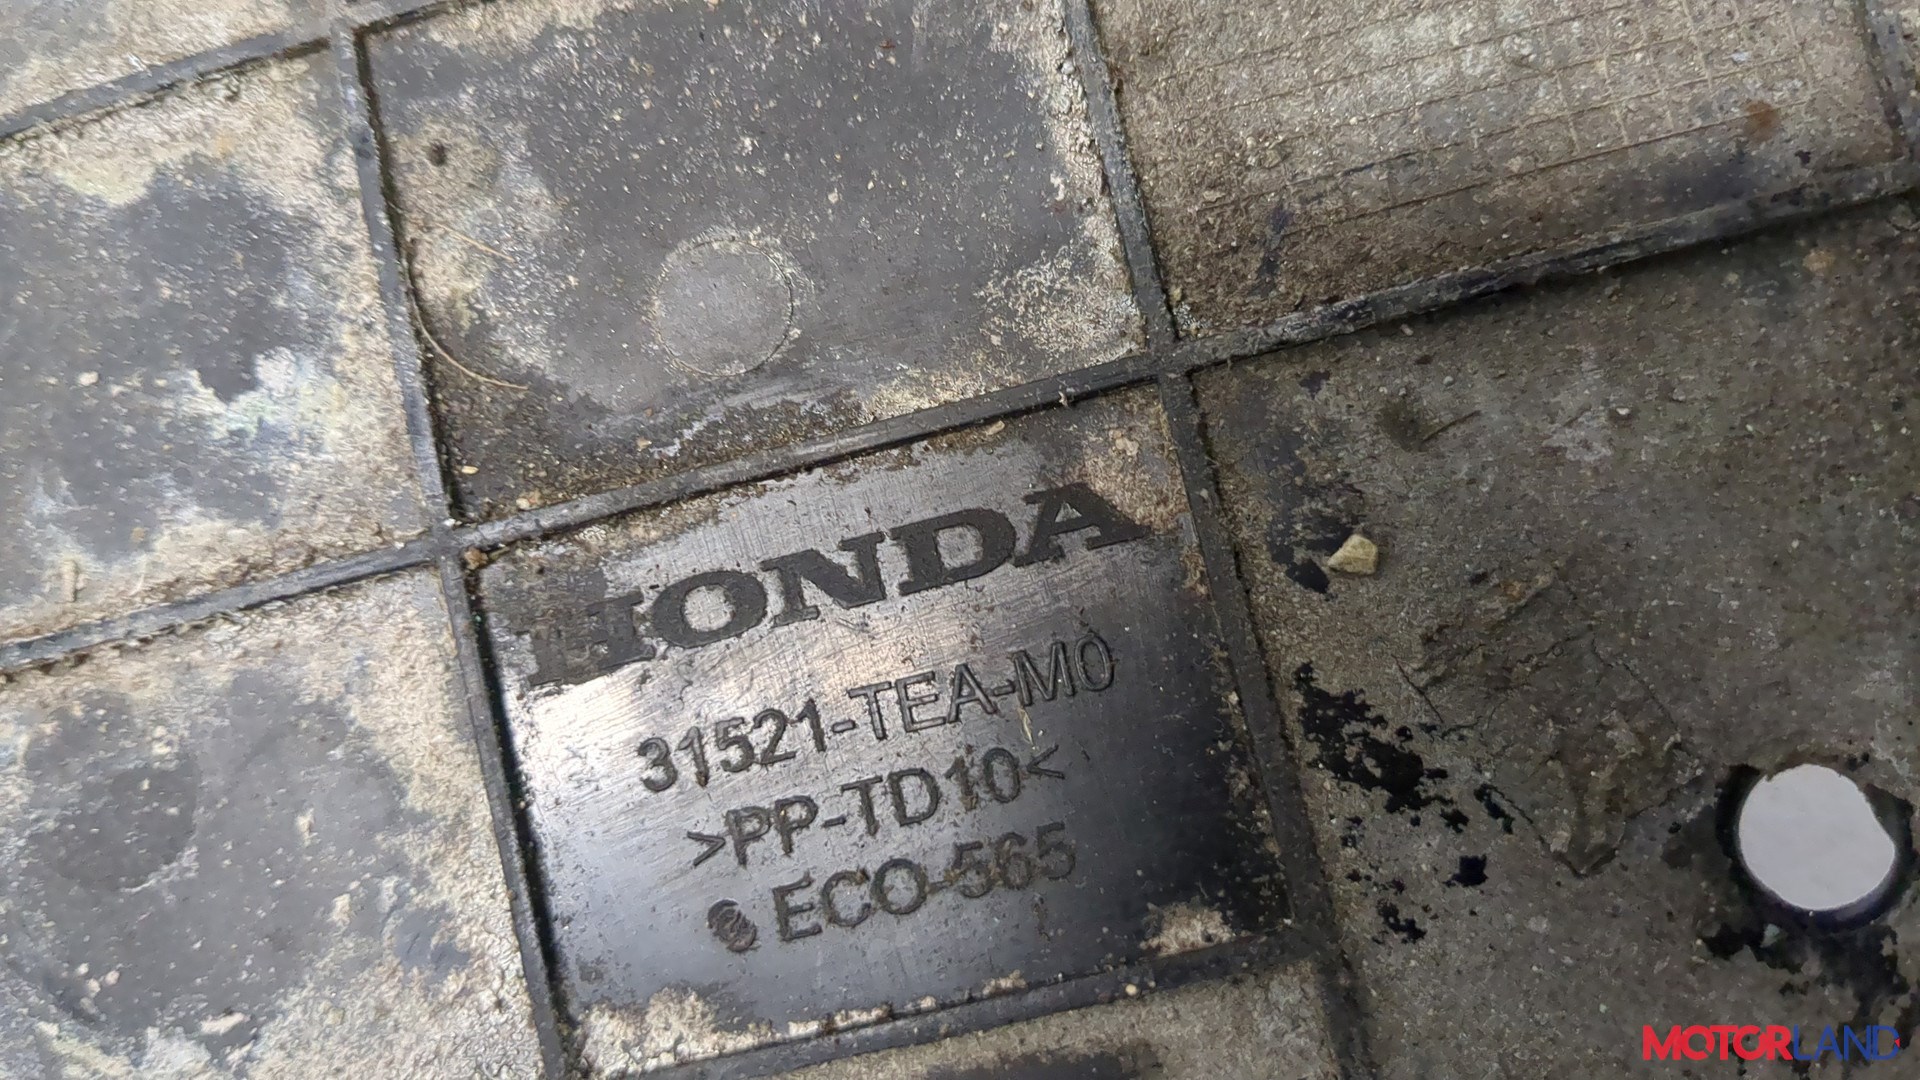 HONDA
31521-TEA-M0
>PP-TD10<
ECO-565
MOTORLAND